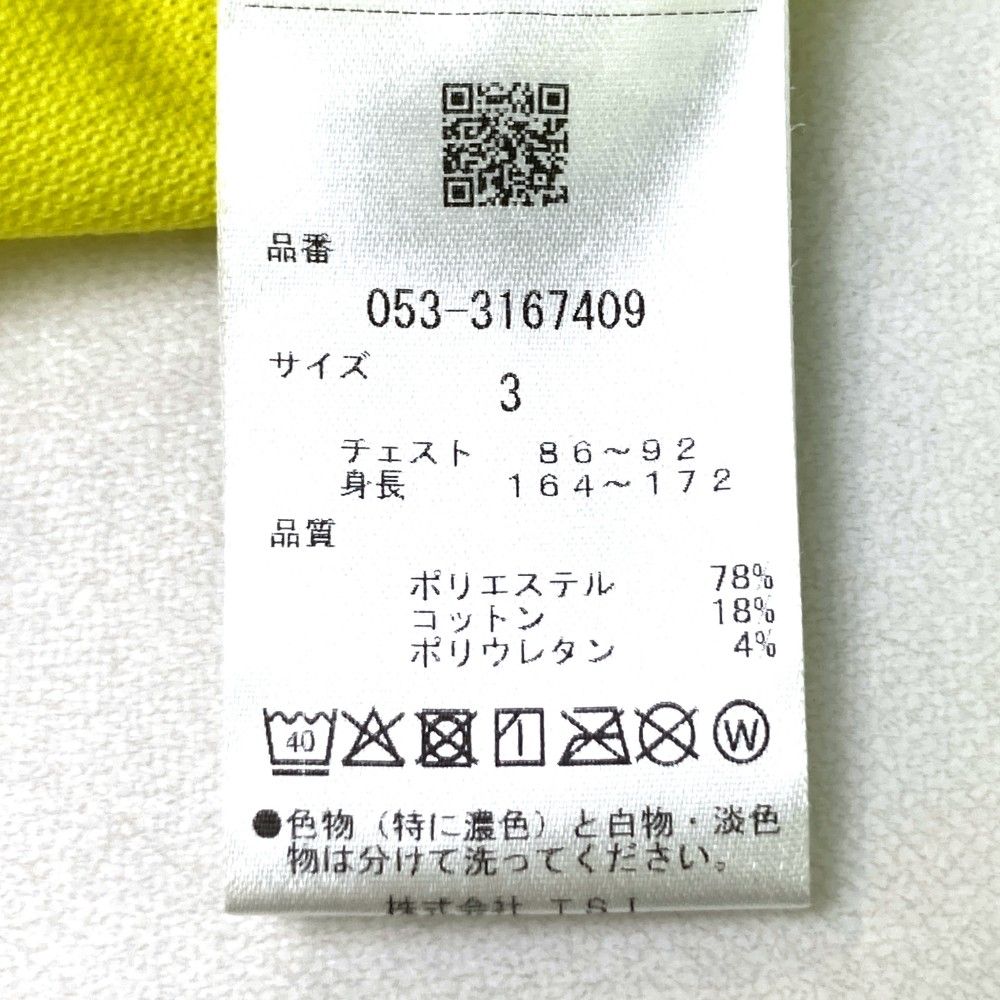 品番
053-3167409
サイズ
3
チェスト 86～92
身長 164～172
品質
ポリエステル 78%
コットン 18%
ポリウレタン 4%
40
W
●色物（特に濃色）と白物・淡色
物は分けて洗ってください。
株式会社 TSI